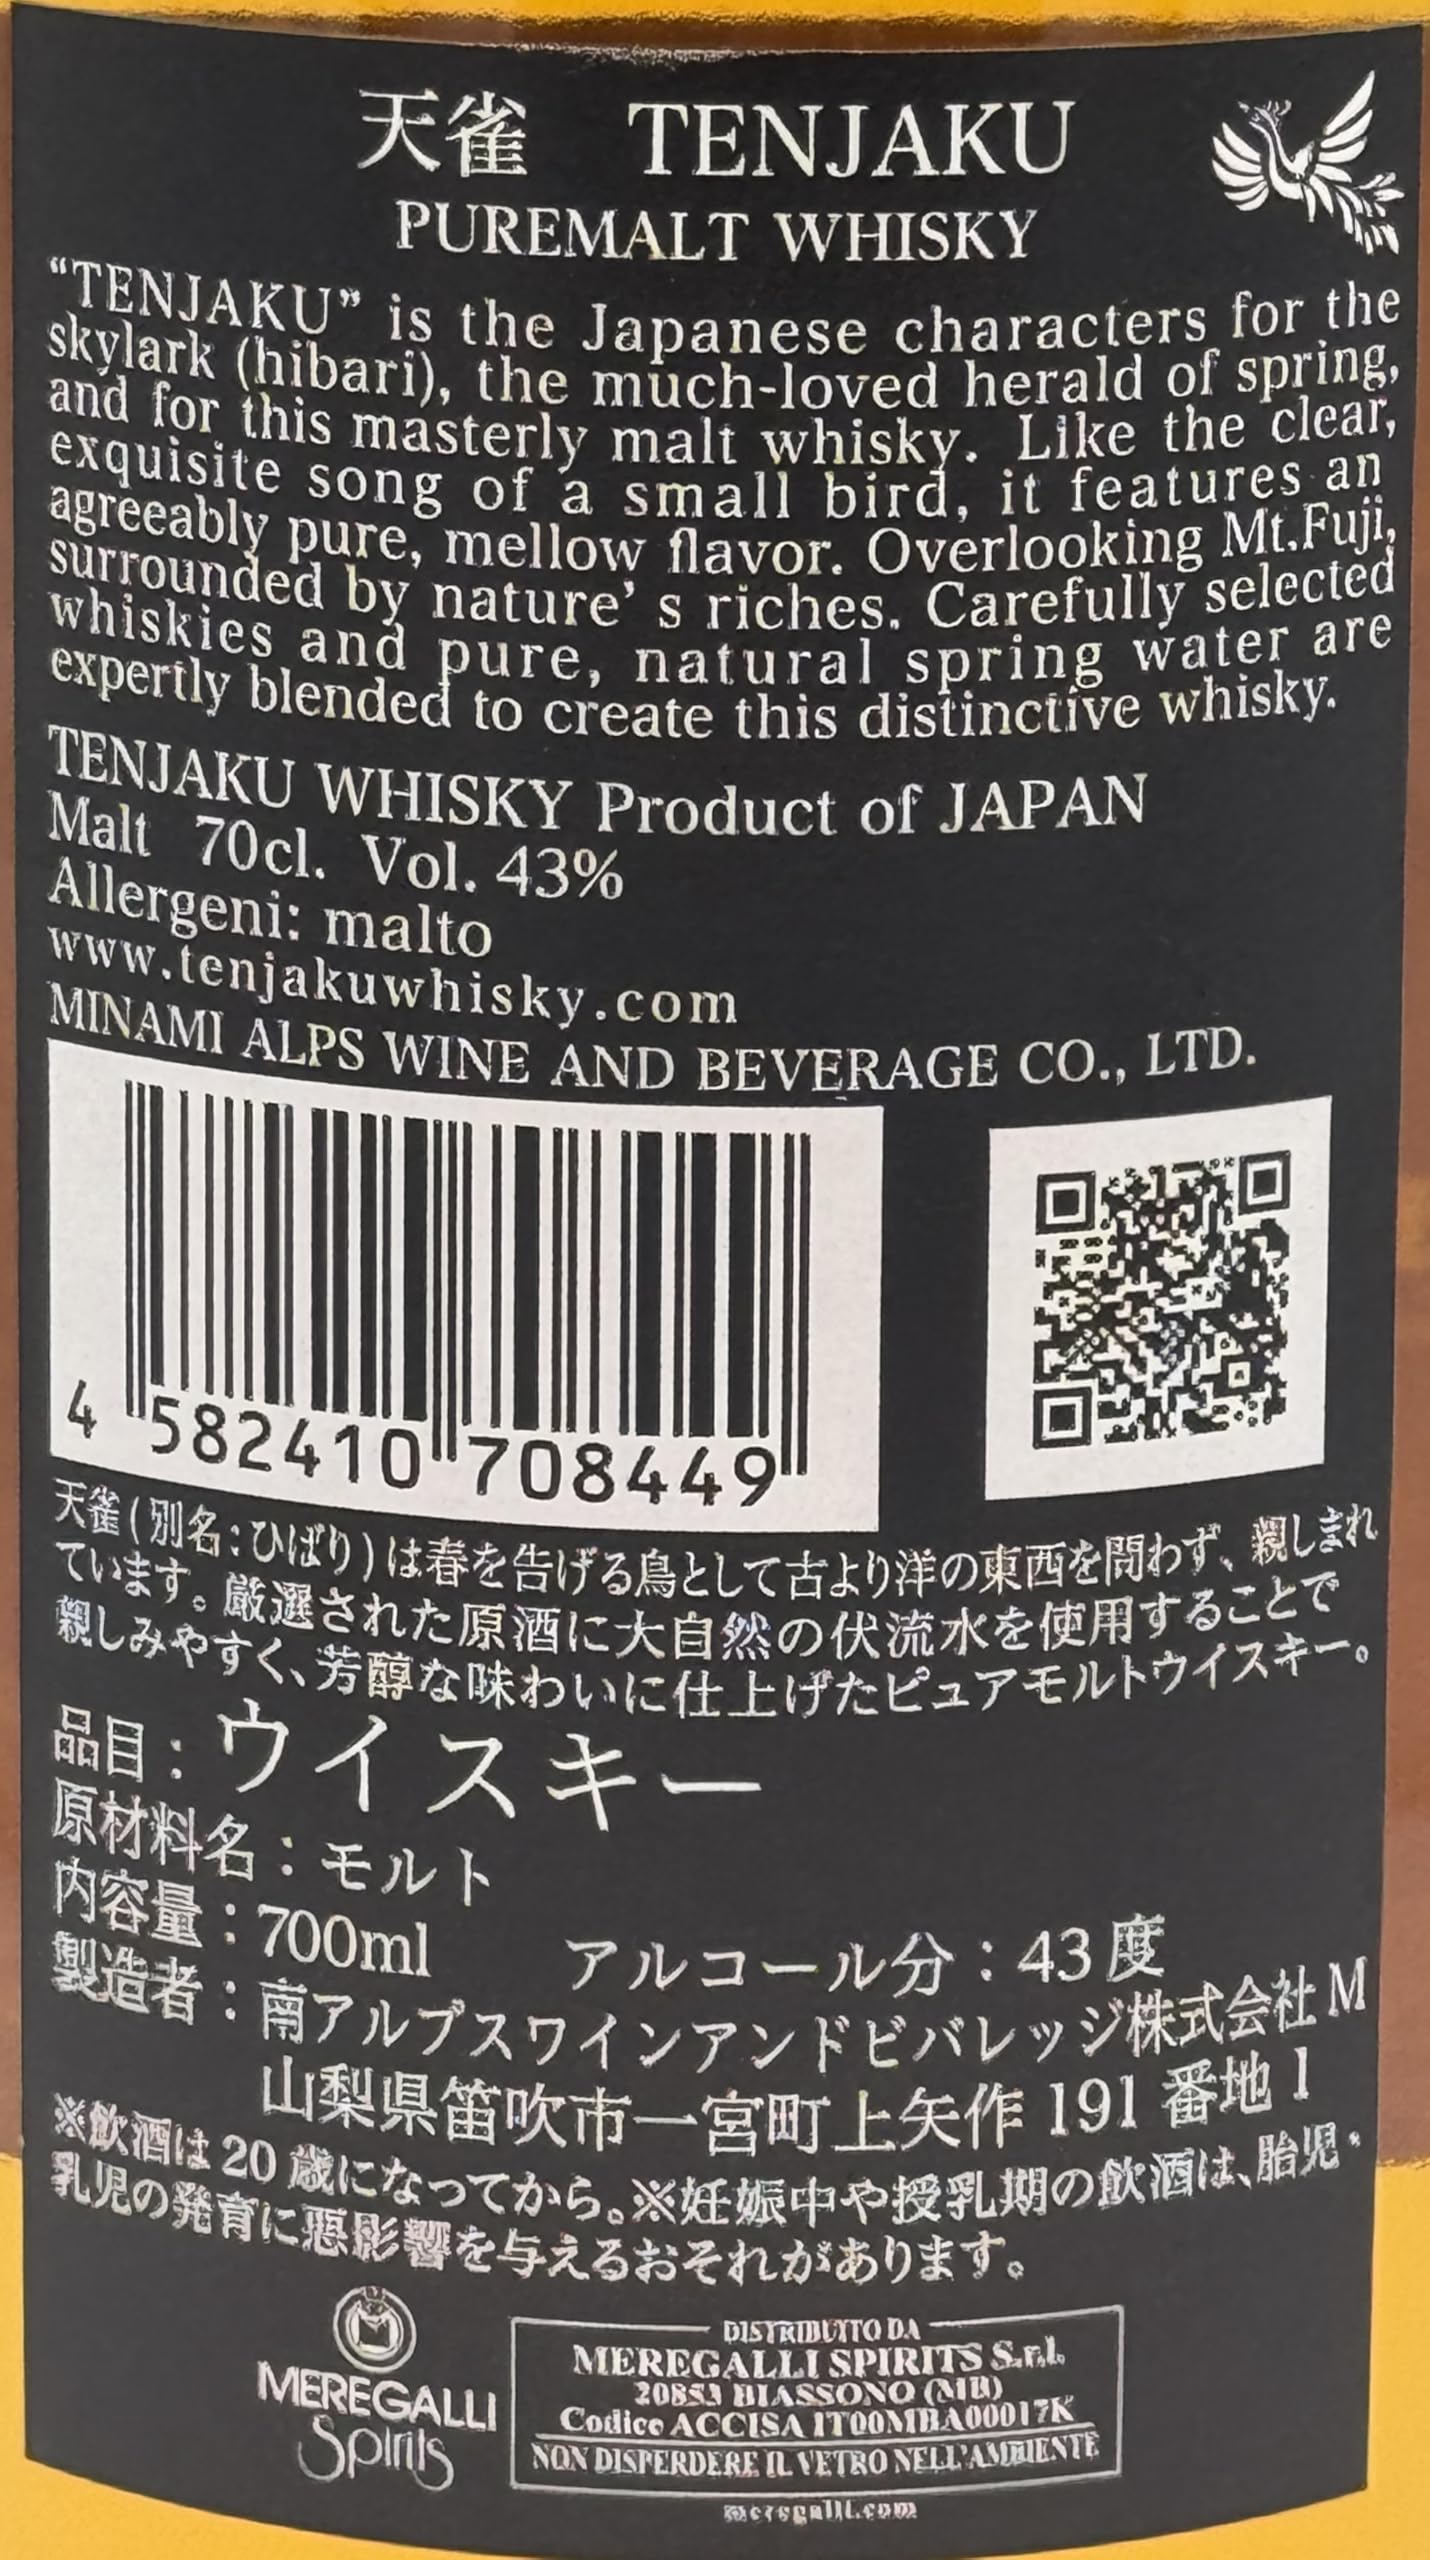 天雀 TENJAKU
PUREMALT WHISKY
“TENJAKU” is the Japanese characters for the
skylark (hibari), the much-loved herald of spring,
and for this masterly malt whisky. Like the clear,
exquisite song of a small bird, it features an
agreeably pure, mellow flavor. Overlooking Mt.Fuji,
surrounded by nature’ s riches. Carefully selected
whiskies and pure, natural spring water are
expertly blended to create this distinctive whisky.
TENJAKU WHISKY Product of JAPAN
Malt 70cl. Vol. 43%
Allergeni: malto
www.tenjakuwhisky.com
MINAMI ALPS WINE AND BEVERAGE CO., LTD.
4 582410 708449
天雀(別名:ひばり)は春を告げる鳥として古より洋の東西を問わず、親しまれ
ています。厳選された原酒に大自然の伏流水を使用することで
親しみやすく、芳醇な味わいに仕上げたピュアモルトウイスキー。
品目:ウイスキー
原材料名:モルト
内容量:700ml アルコール分:43度
製造者:南アルプスワインアンドビバレッジ株式会社 M
山梨県笛吹市一宮町上矢作 191 番地 1
※飲酒は 20 歳になってから。※妊娠中や授乳期の飲酒は、胎児・
乳児の発育に悪影響を与えるおそれがあります。
MEREGALLI
Spirits
DISTRIBUITO DA
MEREGALLI SPIRITS S.r.l.
20853 BIASSONO (MB)
Codice ACCISA IT00MBA00017K
NON DISPERDERE IL VETRO NELL'AMBIENTE
meregalli.com